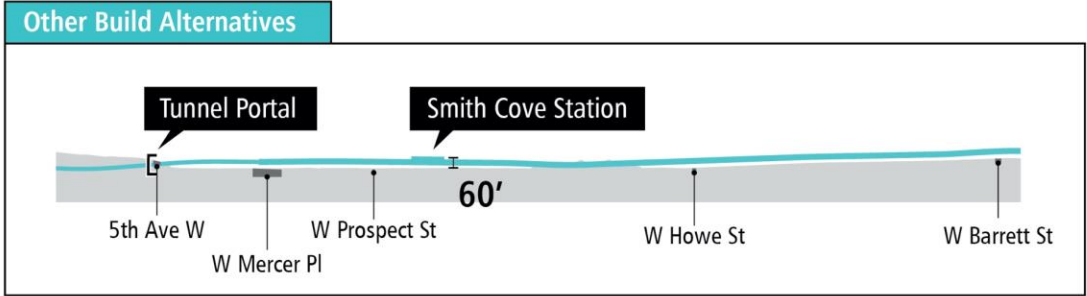 Other Build Alternatives
Tunnel Portal
Smith Cove Station
60'
5th Ave W
W Mercer Pl
W Prospect St
W Howe St
W Barrett St